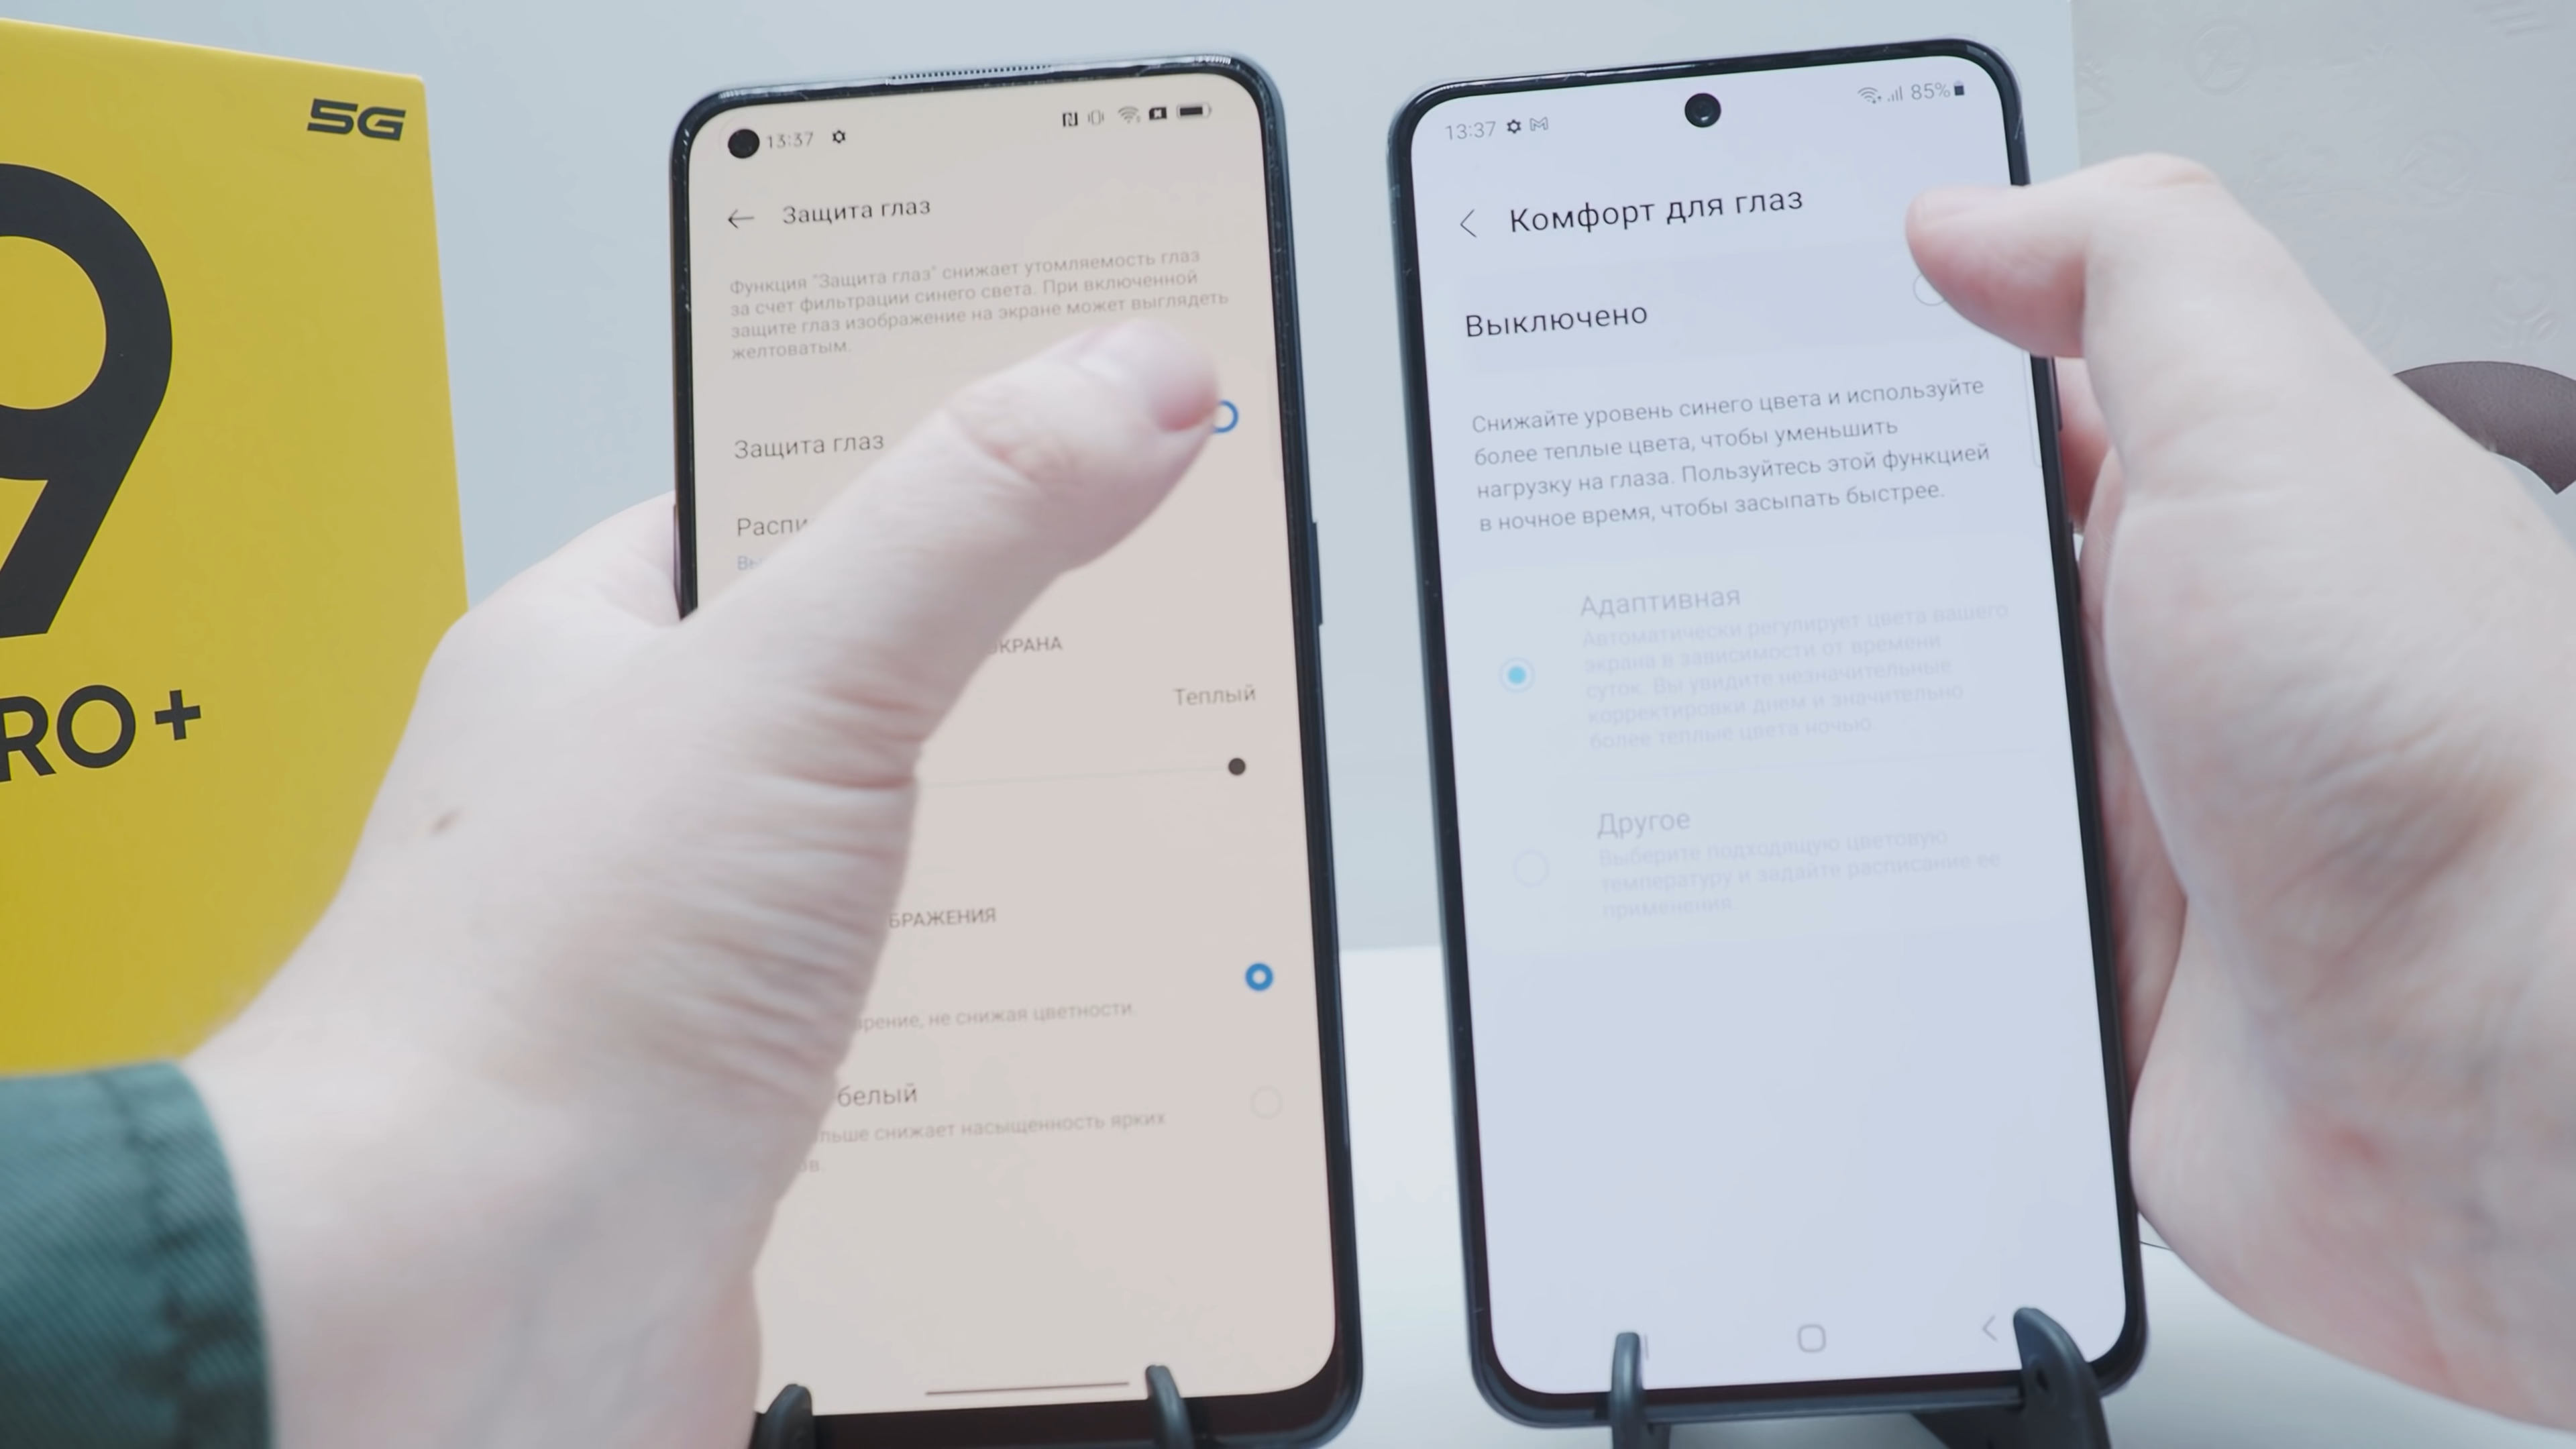 5G
9
RO+
13:37
Защита глаз
Функция "Защита глаз" снижает утомляемость глаз
за счет фильтрации синего света. При включенной
защите глаз изображение на экране может выглядеть
желтоватым.
Защита глаз
Распи
Вы
ЭКРАНА
Теплый
БРАЖЕНИЯ
зрение, не снижая цветности.
белый
льше снижает насыщенность ярких
ов.
13:37
85%
Комфорт для глаз
Выключено
Снижайте уровень синего цвета и используйте
более теплые цвета, чтобы уменьшить
нагрузку на глаза. Пользуйтесь этой функцией
в ночное время, чтобы засыпать быстрее.
Адаптивная
Автоматически регулирует цвета вашего
экрана в зависимости от времени
суток. Вы увидите незначительные
корректировки днем и значительно
более теплые цвета ночью.
Другое
Выберите подходящую цветовую
температуру и задайте расписание ее
применения.